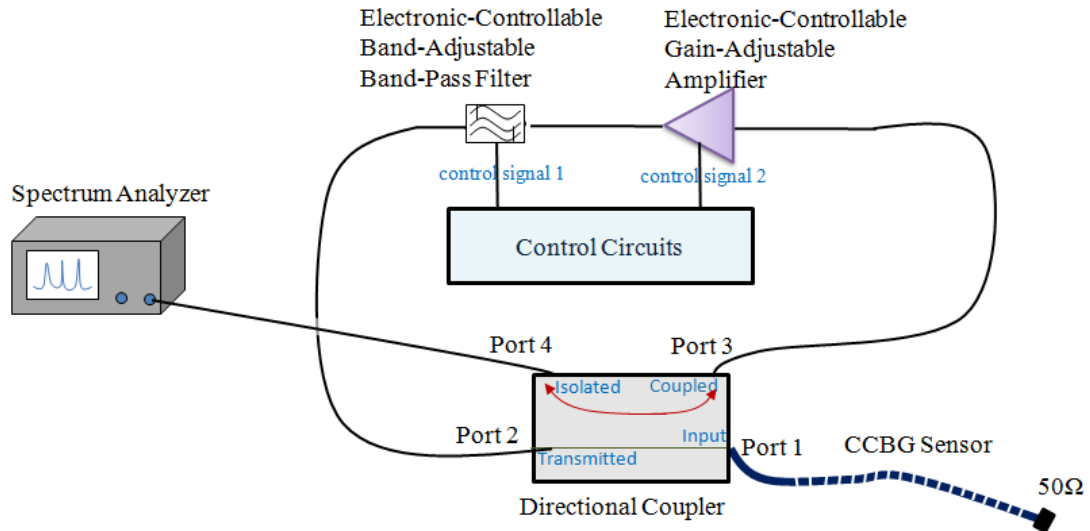 Electronic-Controllable
Band-Adjustable
Band-Pass Filter
Electronic-Controllable
Gain-Adjustable
Amplifier
control signal 1
control signal 2
Spectrum Analyzer
Control Circuits
Port 4
Port 3
Isolated
Coupled
Port 2
Input
Port 1
CCBG Sensor
Transmitted
50Ω
Directional Coupler